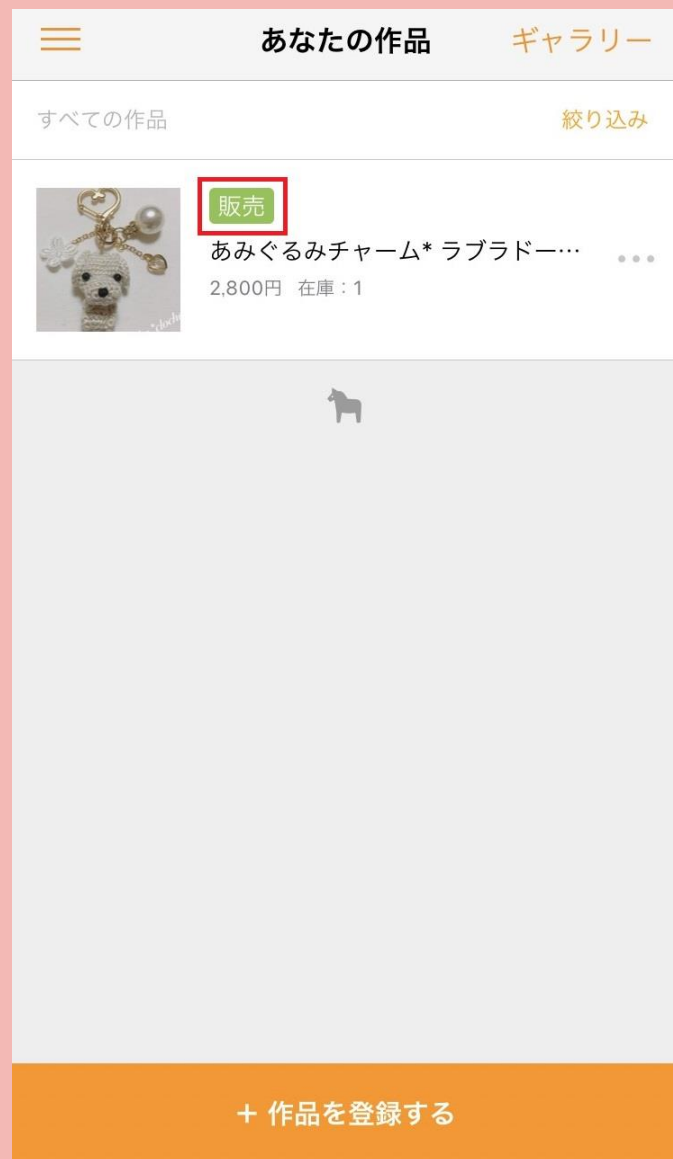 あなたの作品 ギャラリー
すべての作品 絞り込み
販売
あみぐるみチャーム* ラブラドー…
2,800円 在庫：1
+ 作品を登録する